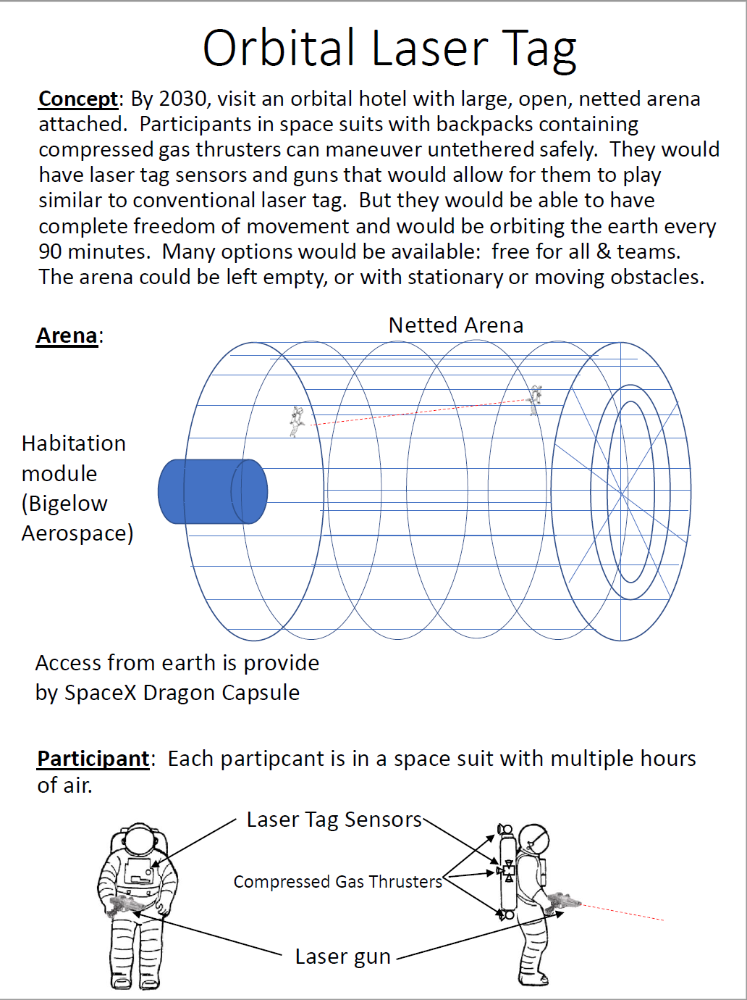 Orbital Laser Tag
Concept: By 2030, visit an orbital hotel with large, open, netted arena
attached.  Participants in space suits with backpacks containing
compressed gas thrusters can maneuver untethered safely.  They would
have laser tag sensors and guns that would allow for them to play
similar to conventional laser tag.  But they would be able to have
complete freedom of movement and would be orbiting the earth every
90 minutes.  Many options would be available:  free for all & teams.
The arena could be left empty, or with stationary or moving obstacles.
Arena:
Netted Arena
Habitation
module
(Bigelow
Aerospace)
Access from earth is provide
by SpaceX Dragon Capsule
Participant:  Each partipcant is in a space suit with multiple hours
of air.
Laser Tag Sensors
Compressed Gas Thrusters
Laser gun